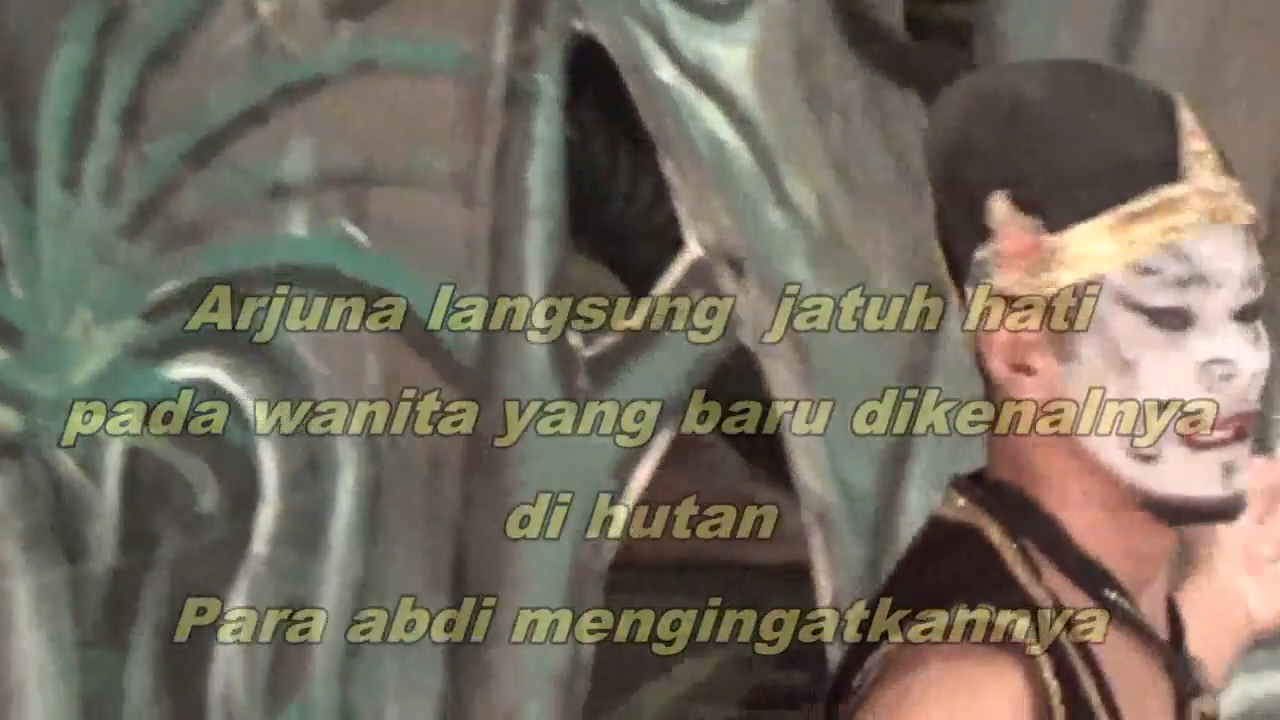 Arjuna langsung jatuh hati
pada wanita yang baru dikenalnya
di hutan
Para abdi mengingatkannya